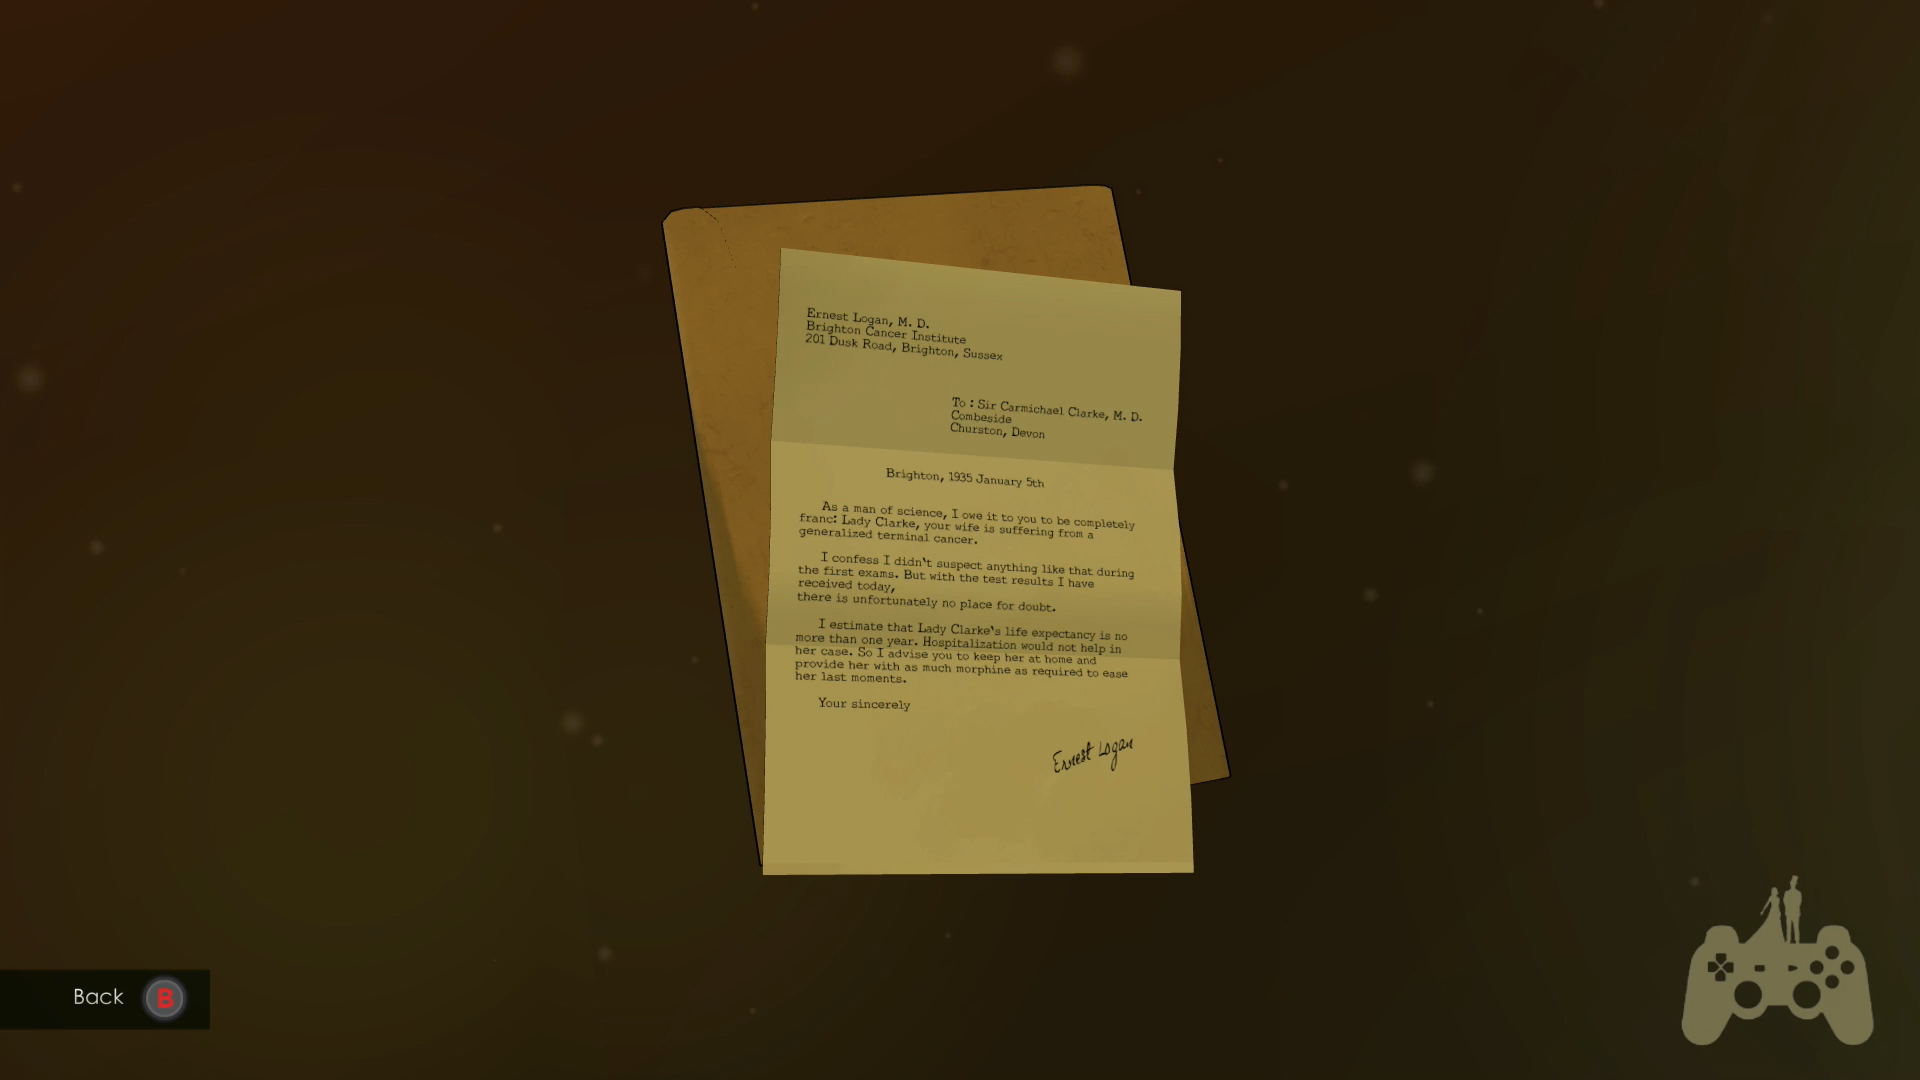 Ernest Logan, M. D.
Brighton Cancer Institute
201 Dusk Road, Brighton, Sussex
To : Sir Carmichael Clarke, M. D.
Combeside
Churston, Devon
Brighton, 1935 January 5th
As a man of science, I owe it to you to be completely
franc: Lady Clarke, your wife is suffering from a
generalized terminal cancer.
I confess I didn't suspect anything like that during
the first exams. But with the test results I have
received today,
there is unfortunately no place for doubt.
I estimate that Lady Clarke's life expectancy is no
more than one year. Hospitalization would not help in
her case. So I advise you to keep her at home and
provide her with as much morphine as required to ease
her last moments.
Your sincerely
Ernest Logan
Back B